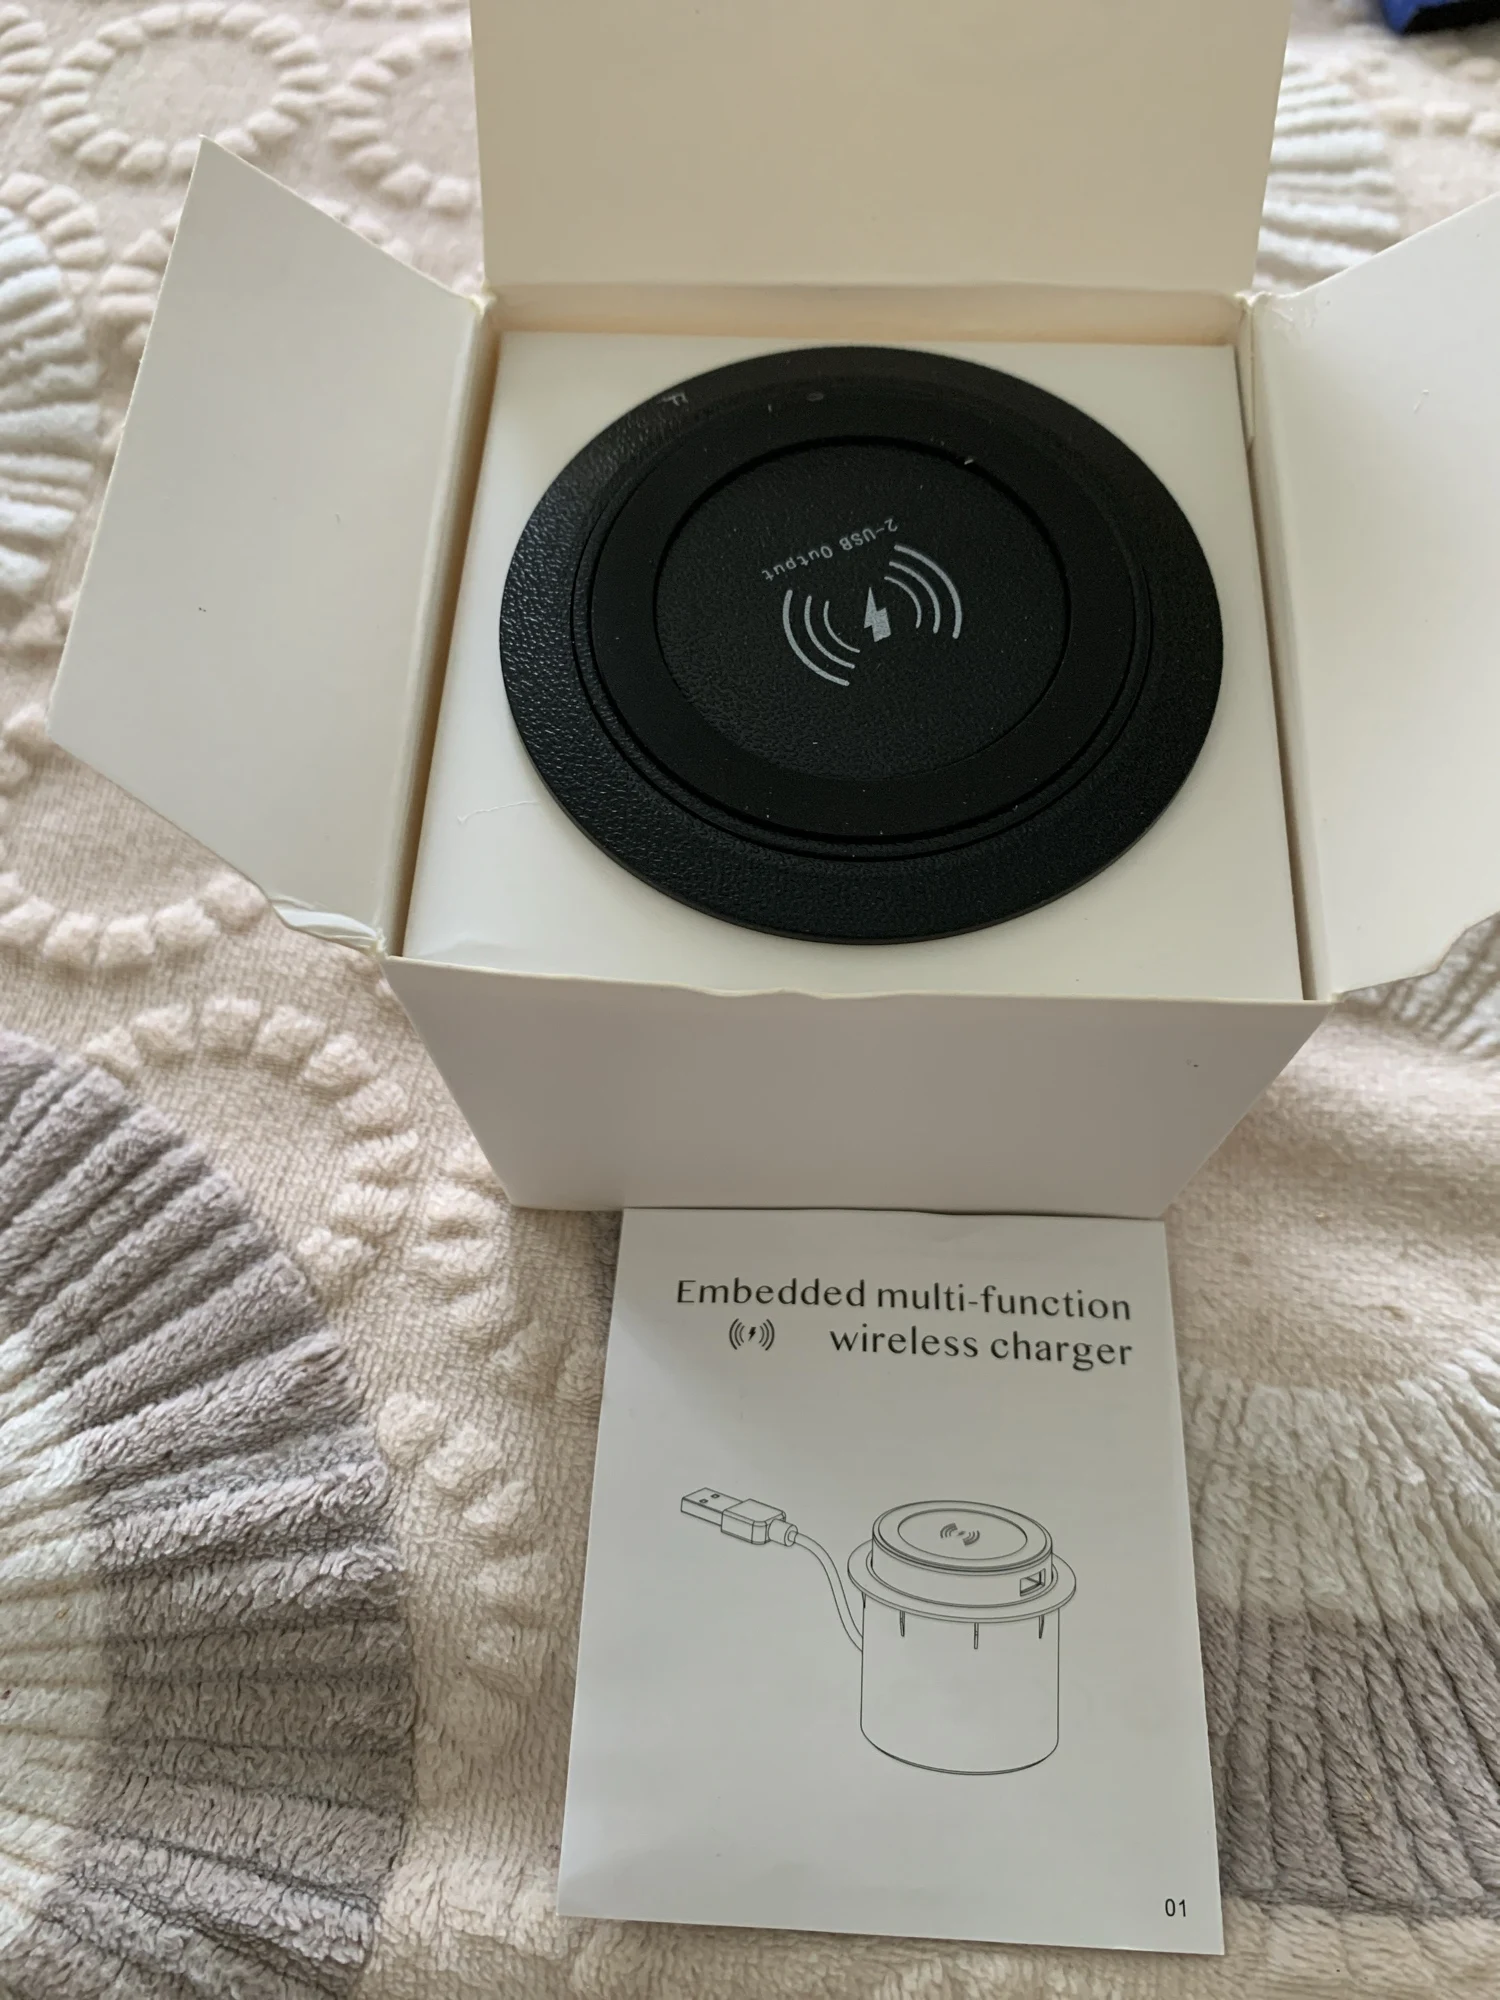 2-USB Output
Embedded multi-function
wireless charger
01